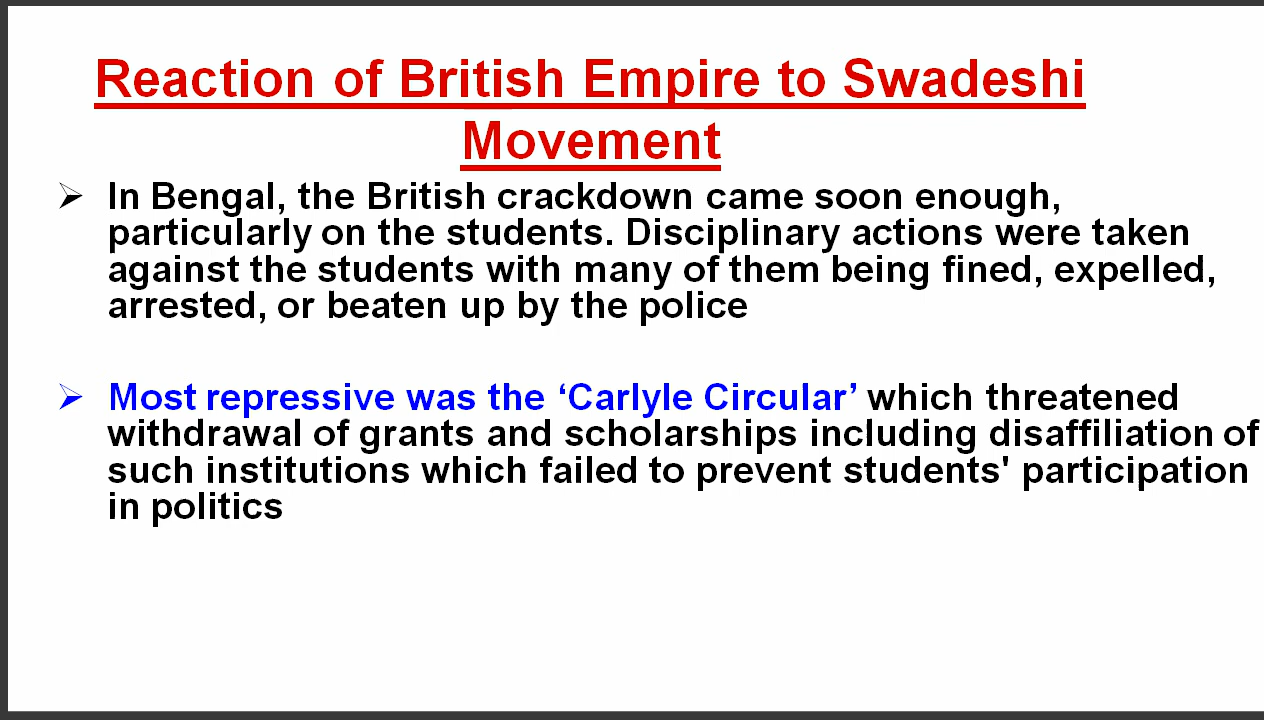 Reaction of British Empire to Swadeshi
Movement
In Bengal, the British crackdown came soon enough,
particularly on the students. Disciplinary actions were taken
against the students with many of them being fined, expelled,
arrested, or beaten up by the police
Most repressive was the ‘Carlyle Circular’ which threatened
withdrawal of grants and scholarships including disaffiliation of
such institutions which failed to prevent students' participation
in politics